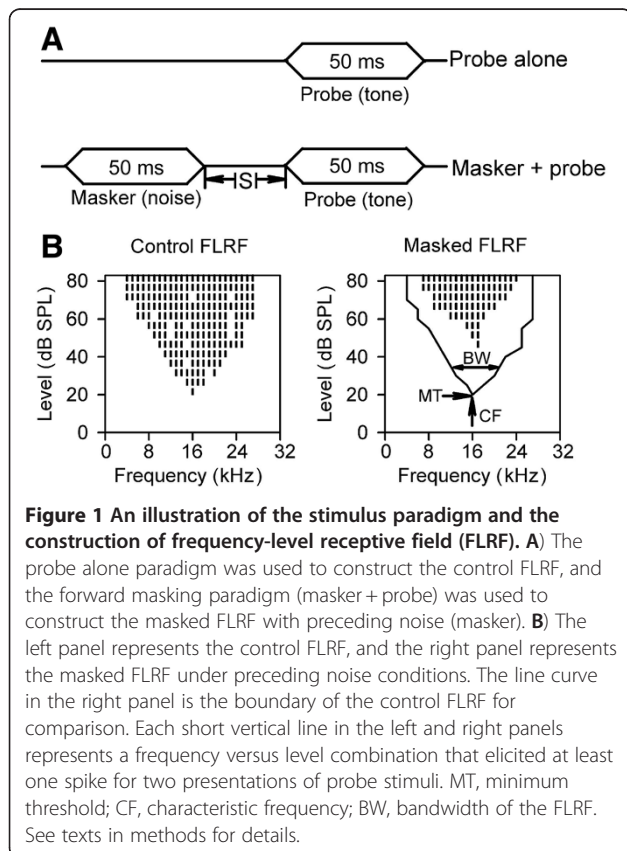 A
50 ms
Probe alone
Probe (tone)
50 ms
ISI
50 ms
Masker + probe
Masker (noise)
Probe (tone)
B
Control FLRF
Masked FLRF
Level (dB SPL)
80
60
40
20
0
0 8 16 24 32
Frequency (kHz)
Level (dB SPL)
80
60
40
20
0
BW
MT
CF
0 8 16 24 32
Frequency (kHz)
Figure 1 An illustration of the stimulus paradigm and the
construction of frequency-level receptive field (FLRF). A) The
probe alone paradigm was used to construct the control FLRF, and
the forward masking paradigm (masker + probe) was used to
construct the masked FLRF with preceding noise (masker). B) The
left panel represents the control FLRF, and the right panel represents
the masked FLRF under preceding noise conditions. The line curve
in the right panel is the boundary of the control FLRF for
comparison. Each short vertical line in the left and right panels
represents a frequency versus level combination that elicited at least
one spike for two presentations of probe stimuli. MT, minimum
threshold; CF, characteristic frequency; BW, bandwidth of the FLRF.
See texts in methods for details.